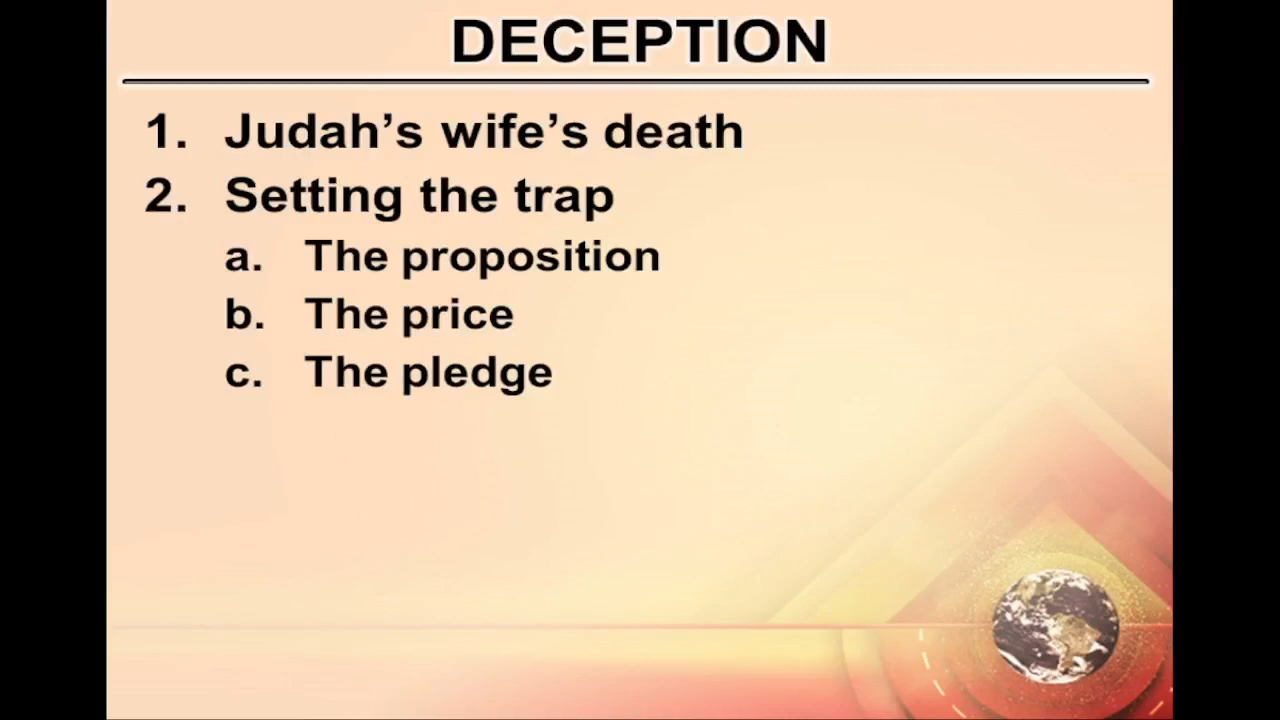 DECEPTION
1. Judah’s wife’s death
2. Setting the trap
a. The proposition
b. The price
c. The pledge